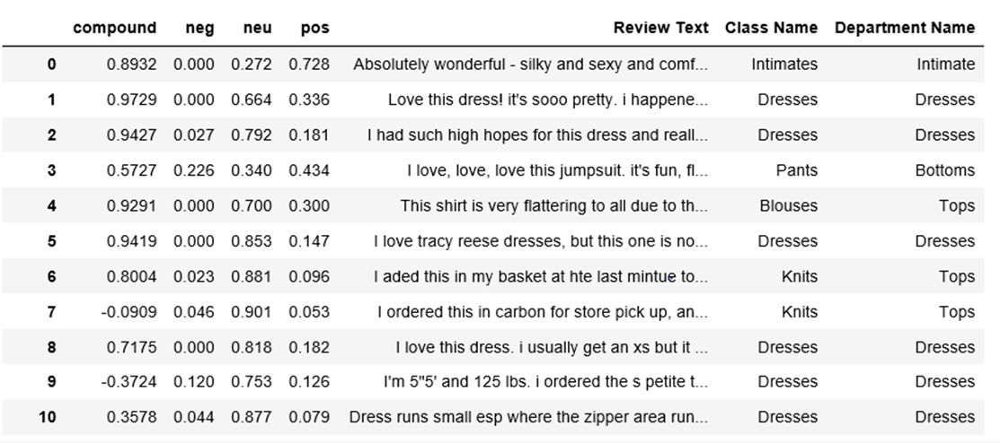 compound neg neu pos Review Text Class Name Department Name
0 0.8932 0.000 0.272 0.728 Absolutely wonderful - silky and sexy and comf... Intimates Intimate
1 0.9729 0.000 0.664 0.336 Love this dress! it's sooo pretty. i happene... Dresses Dresses
2 0.9427 0.027 0.792 0.181 I had such high hopes for this dress and reall... Dresses Dresses
3 0.5727 0.226 0.340 0.434 I love, love, love this jumpsuit. it's fun, fl... Pants Bottoms
4 0.9291 0.000 0.700 0.300 This shirt is very flattering to all due to th... Blouses Tops
5 0.9419 0.000 0.853 0.147 I love tracy reese dresses, but this one is no... Dresses Dresses
6 0.8004 0.023 0.881 0.096 I aded this in my basket at hte last mintue to... Knits Tops
7 -0.0909 0.046 0.901 0.053 I ordered this in carbon for store pick up, an... Knits Tops
8 0.7175 0.000 0.818 0.182 I love this dress. i usually get an xs but it ... Dresses Dresses
9 -0.3724 0.120 0.753 0.126 I'm 5"5' and 125 lbs. i ordered the s petite t... Dresses Dresses
10 0.3578 0.044 0.877 0.079 Dress runs small esp where the zipper area run... Dresses Dresses